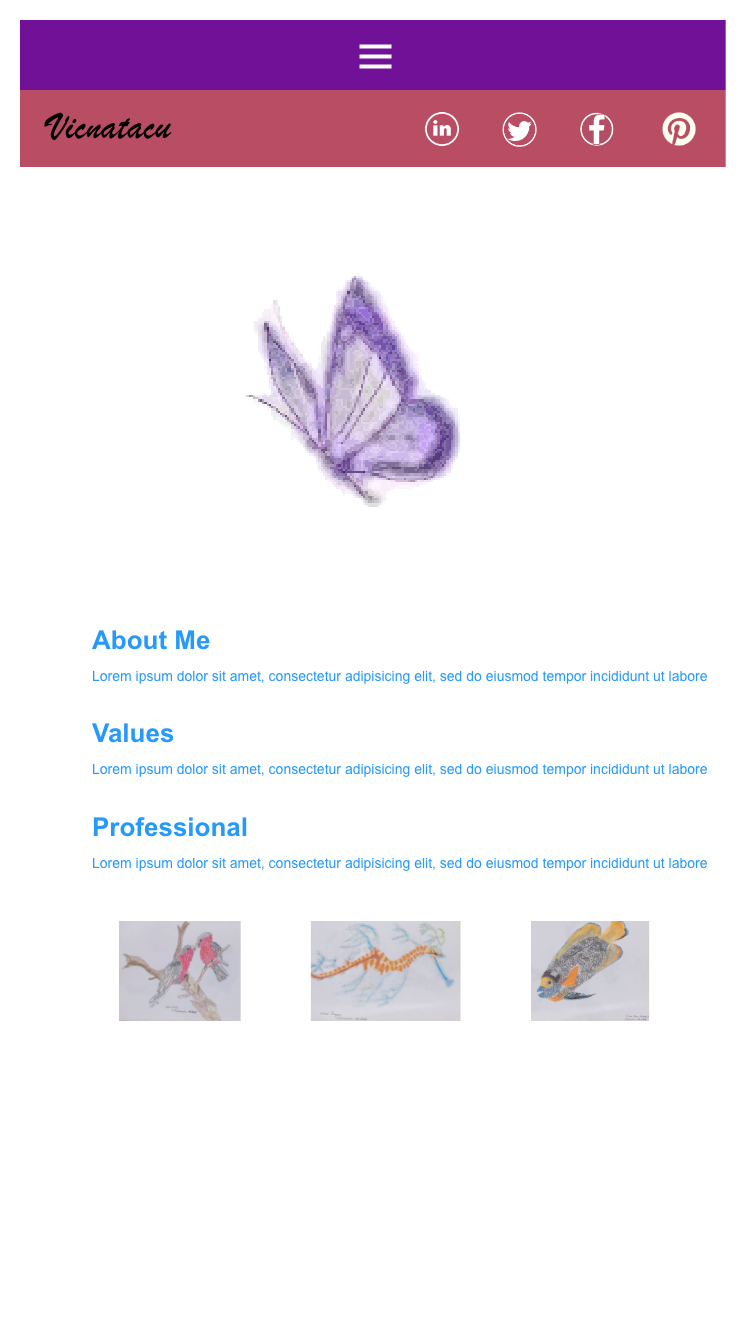 Vicnatacu
in
About Me
Lorem ipsum dolor sit amet, consectetur adipisicing elit, sed do eiusmod tempor incididunt ut labore
Values
Lorem ipsum dolor sit amet, consectetur adipisicing elit, sed do eiusmod tempor incididunt ut labore
Professional
Lorem ipsum dolor sit amet, consectetur adipisicing elit, sed do eiusmod tempor incididunt ut labore